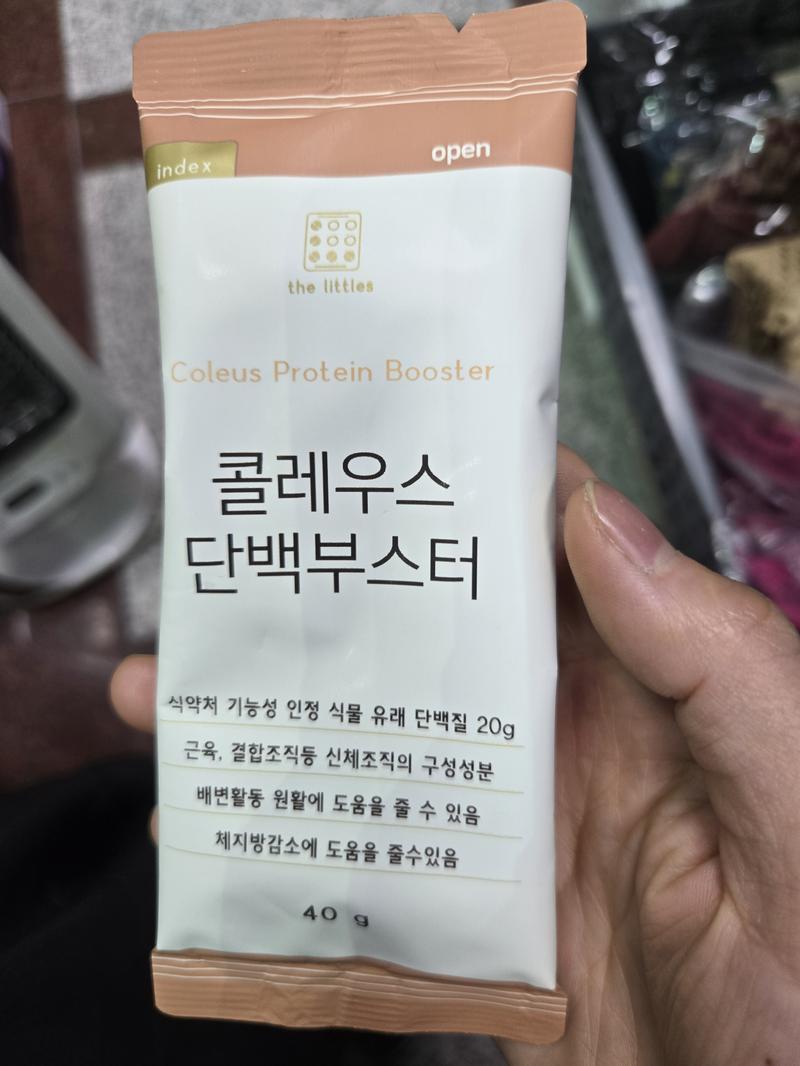 index
open
the littles
Coleus Protein Booster
콜레우스
단백부스터
식약처 기능성 인정 식물 유래 단백질 20g
근육, 결합조직등 신체조직의 구성성분
배변활동 원활에 도움을 줄 수 있음
체지방감소에 도움을 줄수있음
40 g